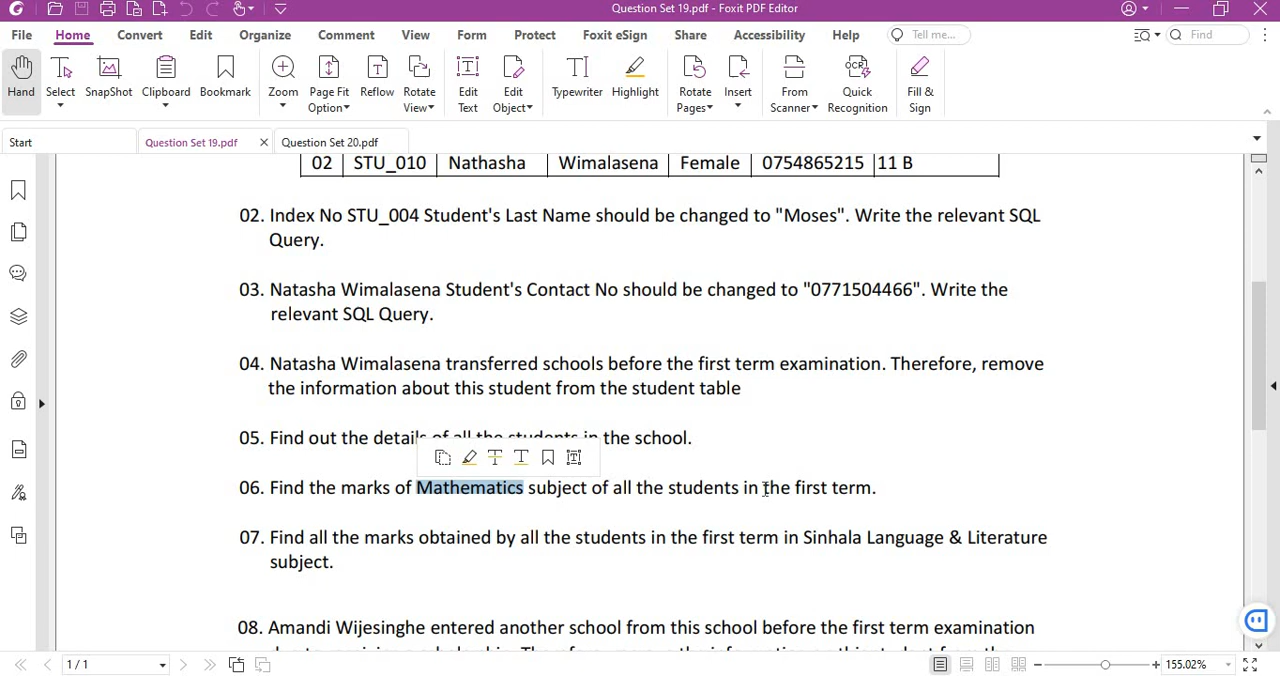 Question Set 19.pdf - Foxit PDF Editor
File Home Convert Edit Organize Comment View Form Protect Foxit eSign Share Accessibility Help Tell me... Find
Hand Select SnapShot Clipboard Bookmark Zoom Page Fit Option Reflow Rotate View Edit Text Edit Object Typewriter Highlight Rotate Pages Insert From Scanner Quick Recognition Fill & Sign
Start Question Set 19.pdf Question Set 20.pdf
02 STU_010 Nathasha Wimalasena Female 0754865215 11 B
02. Index No STU_004 Student's Last Name should be changed to "Moses". Write the relevant SQL
Query.
03. Natasha Wimalasena Student's Contact No should be changed to "0771504466". Write the
relevant SQL Query.
04. Natasha Wimalasena transferred schools before the first term examination. Therefore, remove
the information about this student from the student table
05. Find out the details of all the students in the school.
06. Find the marks of Mathematics subject of all the students in the first term.
07. Find all the marks obtained by all the students in the first term in Sinhala Language & Literature
subject.
08. Amandi Wijesinghe entered another school from this school before the first term examination
1 / 1 155.02%